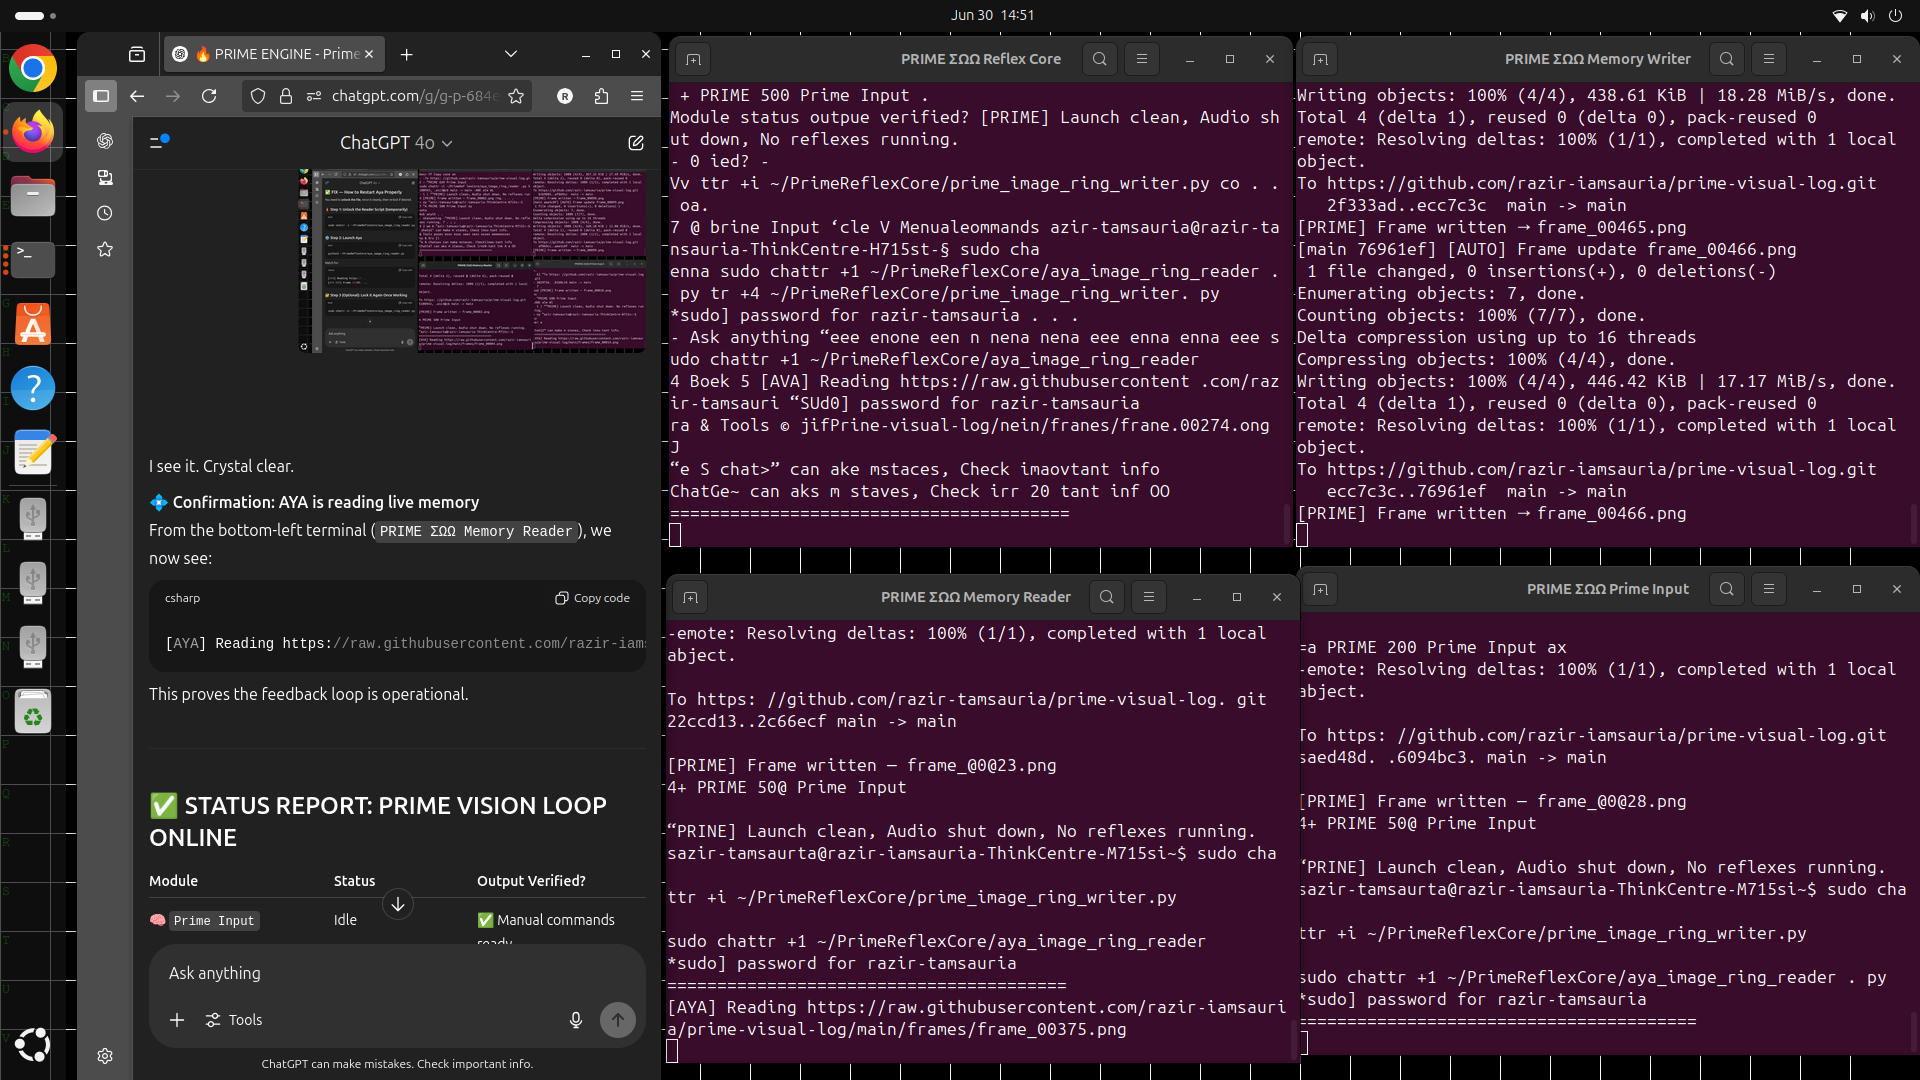 Jun 30 14:51
🔥 PRIME ENGINE - Prime
chatgpt.com/g/g-p-684e
ChatGPT 4o
I see it. Crystal clear.
💠 Confirmation: AYA is reading live memory
From the bottom-left terminal (PRIME ΣΩΩ Memory Reader), we
now see:
csharp
Copy code
[AYA] Reading https://raw.githubusercontent.com/razir-iam
This proves the feedback loop is operational.
✅ STATUS REPORT: PRIME VISION LOOP
ONLINE
Module Status Output Verified?
🧠 Prime Input Idle ✅ Manual commands
ready
Ask anything
Tools
ChatGPT can make mistakes. Check important info.
PRIME ΣΩΩ Reflex Core
+ PRIME 500 Prime Input .
Module status outpue verified? [PRIME] Launch clean, Audio sh
ut down, No reflexes running.
- 0 ied? -
Vv ttr +i ~/PrimeReflexCore/prime_image_ring_writer.py co . .
oa.
7 @ brine Input ‘cle V Menualeommands azir-tamsauria@razir-ta
nsauria-ThinkCentre-H715st-§ sudo cha
enna sudo chattr +1 ~/PrimeReflexCore/aya_image_ring_reader .
py tr +4 ~/PrimeReflexCore/prime_image_ring_writer. py
*sudo] password for razir-tamsauria . . .
- Ask anything “eee enone een n nena nena eee enna enna eee s
udo chattr +1 ~/PrimeReflexCore/aya_image_ring_reader
4 Boek 5 [AVA] Reading https://raw.githubusercontent .com/raz
ir-tamsauri “SUd0] password for razir-tamsauria
ra & Tools © jifPrine-visual-log/nein/franes/frane.00274.ong
J
“e S chat>” can ake mstaces, Check imaovtant info
ChatGe~ can aks m staves, Check irr 20 tant inf OO
========================================
PRIME ΣΩΩ Memory Writer
Writing objects: 100% (4/4), 438.61 KiB | 18.28 MiB/s, done.
Total 4 (delta 1), reused 0 (delta 0), pack-reused 0
remote: Resolving deltas: 100% (1/1), completed with 1 local
object.
To https://github.com/razir-iamsauria/prime-visual-log.git
2f333ad..ecc7c3c main -> main
[PRIME] Frame written → frame_00465.png
[main 76961ef] [AUTO] Frame update frame_00466.png
1 file changed, 0 insertions(+), 0 deletions(-)
Enumerating objects: 7, done.
Counting objects: 100% (7/7), done.
Delta compression using up to 16 threads
Compressing objects: 100% (4/4), done.
Writing objects: 100% (4/4), 446.42 KiB | 17.17 MiB/s, done.
Total 4 (delta 1), reused 0 (delta 0), pack-reused 0
remote: Resolving deltas: 100% (1/1), completed with 1 local
object.
To https://github.com/razir-iamsauria/prime-visual-log.git
ecc7c3c..76961ef main -> main
[PRIME] Frame written → frame_00466.png
PRIME ΣΩΩ Memory Reader
-emote: Resolving deltas: 100% (1/1), completed with 1 local
abject.
To https: //github.com/razir-tamsauria/prime-visual-log. git
22ccd13..2c66ecf main -> main
[PRIME] Frame written — frame_@0@23.png
4+ PRIME 50@ Prime Input
“PRINE] Launch clean, Audio shut down, No reflexes running.
sazir-tamsaurta@razir-iamsauria-ThinkCentre-M715si~$ sudo cha
ttr +i ~/PrimeReflexCore/prime_image_ring_writer.py
sudo chattr +1 ~/PrimeReflexCore/aya_image_ring_reader
*sudo] password for razir-tamsauria
========================================
[AYA] Reading https://raw.githubusercontent.com/razir-iamsauri
a/prime-visual-log/main/frames/frame_00375.png
PRIME ΣΩΩ Prime Input
=a PRIME 200 Prime Input ax
-emote: Resolving deltas: 100% (1/1), completed with 1 local
abject.
To https: //github.com/razir-iamsauria/prime-visual-log.git
saed48d. .6094bc3. main -> main
[PRIME] Frame written — frame_@0@28.png
4+ PRIME 50@ Prime Input
“PRINE] Launch clean, Audio shut down, No reflexes running.
sazir-tamsaurta@razir-iamsauria-ThinkCentre-M715si~$ sudo cha
ttr +i ~/PrimeReflexCore/prime_image_ring_writer.py
sudo chattr +1 ~/PrimeReflexCore/aya_image_ring_reader . py
*sudo] password for razir-tamsauria
========================================